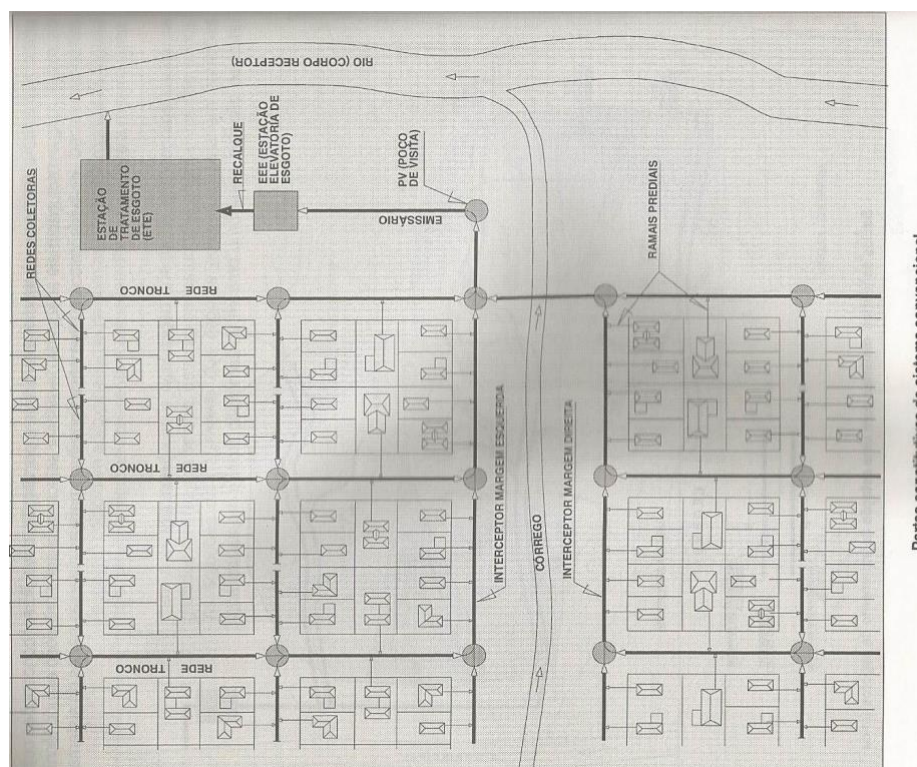 RIO (CORPO RECEPTOR)
REDES COLETORAS
ESTAÇÃO
DE
TRATAMENTO
DE ESGOTO
(ETE)
RECALQUE
EEE (ESTAÇÃO
ELEVATÓRIA DE
ESGOTO)
PV (POÇO
DE VISITA)
EMISSÁRIO
RAMAIS PREDIAIS
REDE TRONCO
REDE TRONCO
REDE TRONCO
INTERCEPTOR MARGEM ESQUERDA
CÓRREGO
INTERCEPTOR MARGEM DIREITA